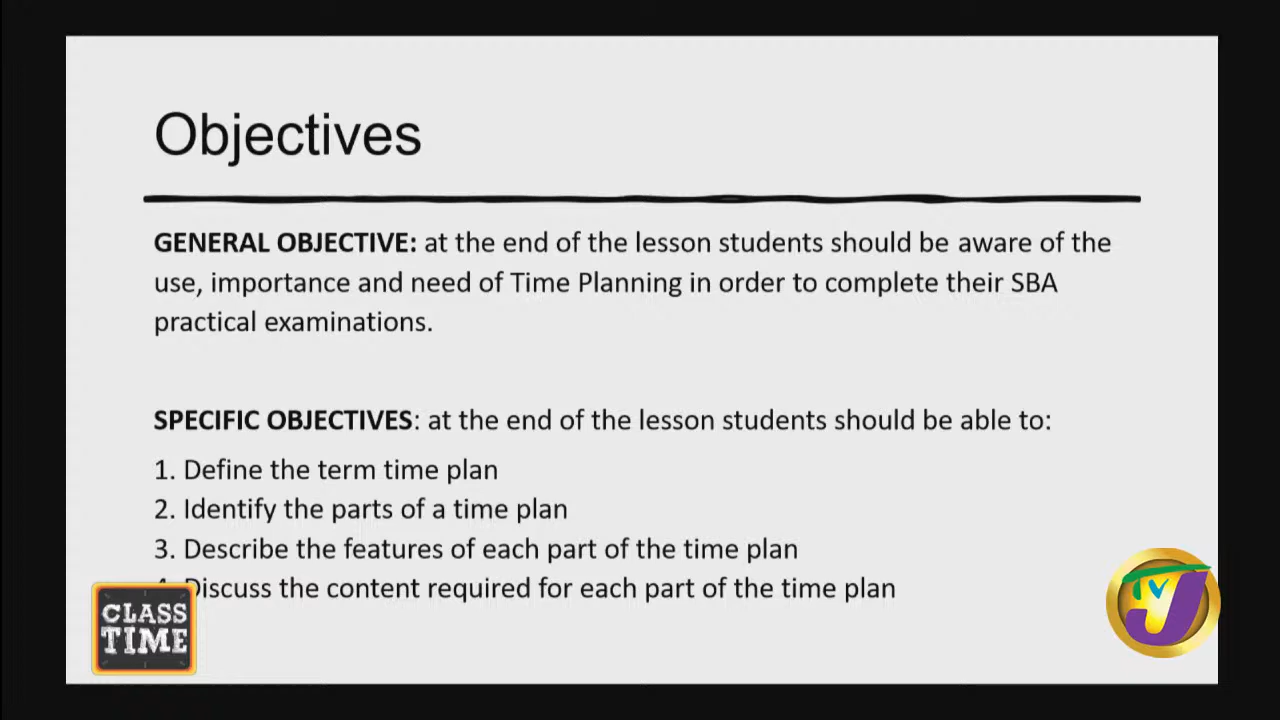 Objectives
GENERAL OBJECTIVE: at the end of the lesson students should be aware of the
use, importance and need of Time Planning in order to complete their SBA
practical examinations.
SPECIFIC OBJECTIVES: at the end of the lesson students should be able to:
1. Define the term time plan
2. Identify the parts of a time plan
3. Describe the features of each part of the time plan
4. Discuss the content required for each part of the time plan
CLASS
TIME
TVJ